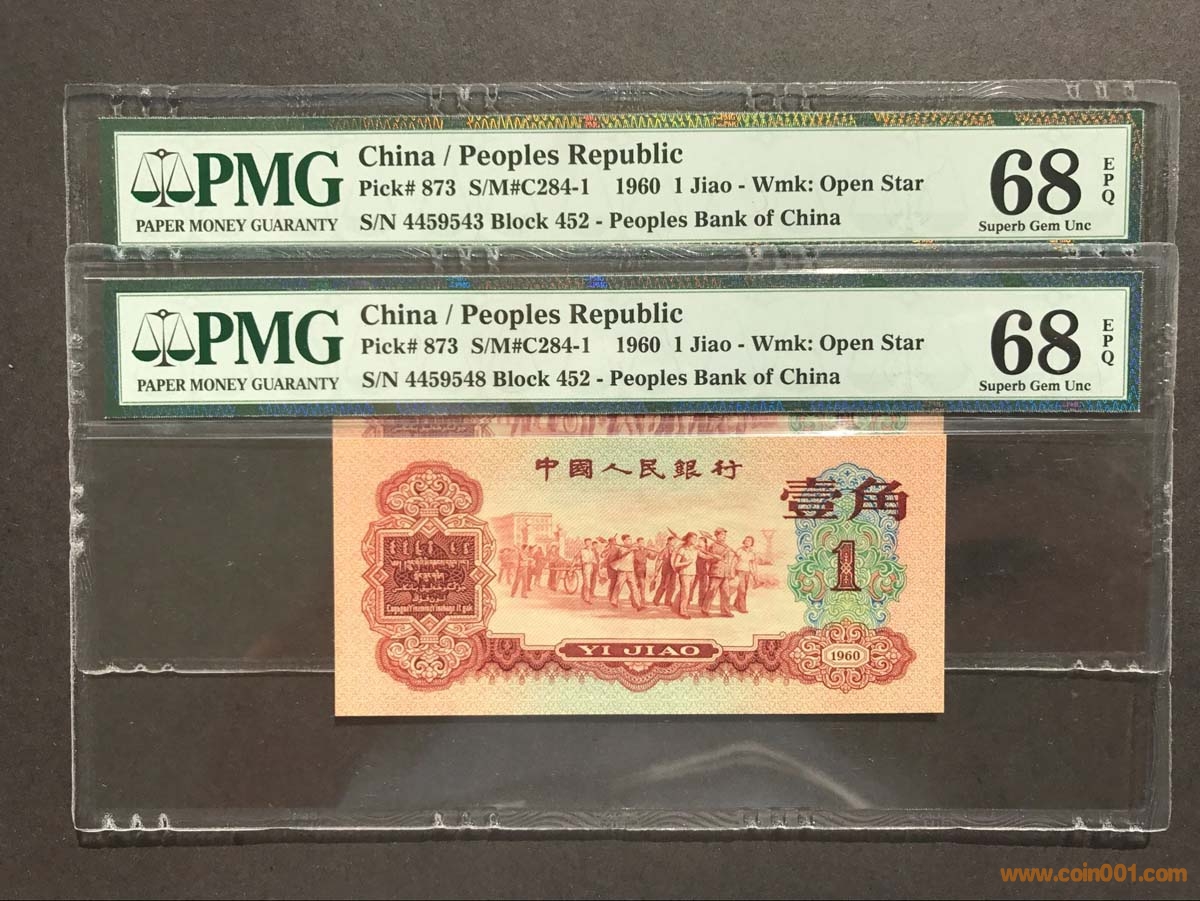 PMG
PAPER MONEY GUARANTY
China / Peoples Republic
Pick# 873 S/M#C284-1 1960 1 Jiao - Wmk: Open Star
S/N 4459543 Block 452 - Peoples Bank of China
68
EPQ
Superb Gem Unc
PMG
PAPER MONEY GUARANTY
China / Peoples Republic
Pick# 873 S/M#C284-1 1960 1 Jiao - Wmk: Open Star
S/N 4459548 Block 452 - Peoples Bank of China
68
EPQ
Superb Gem Unc
中國人民銀行
壹角
1
YI JIAO
1960
www.coin001.com